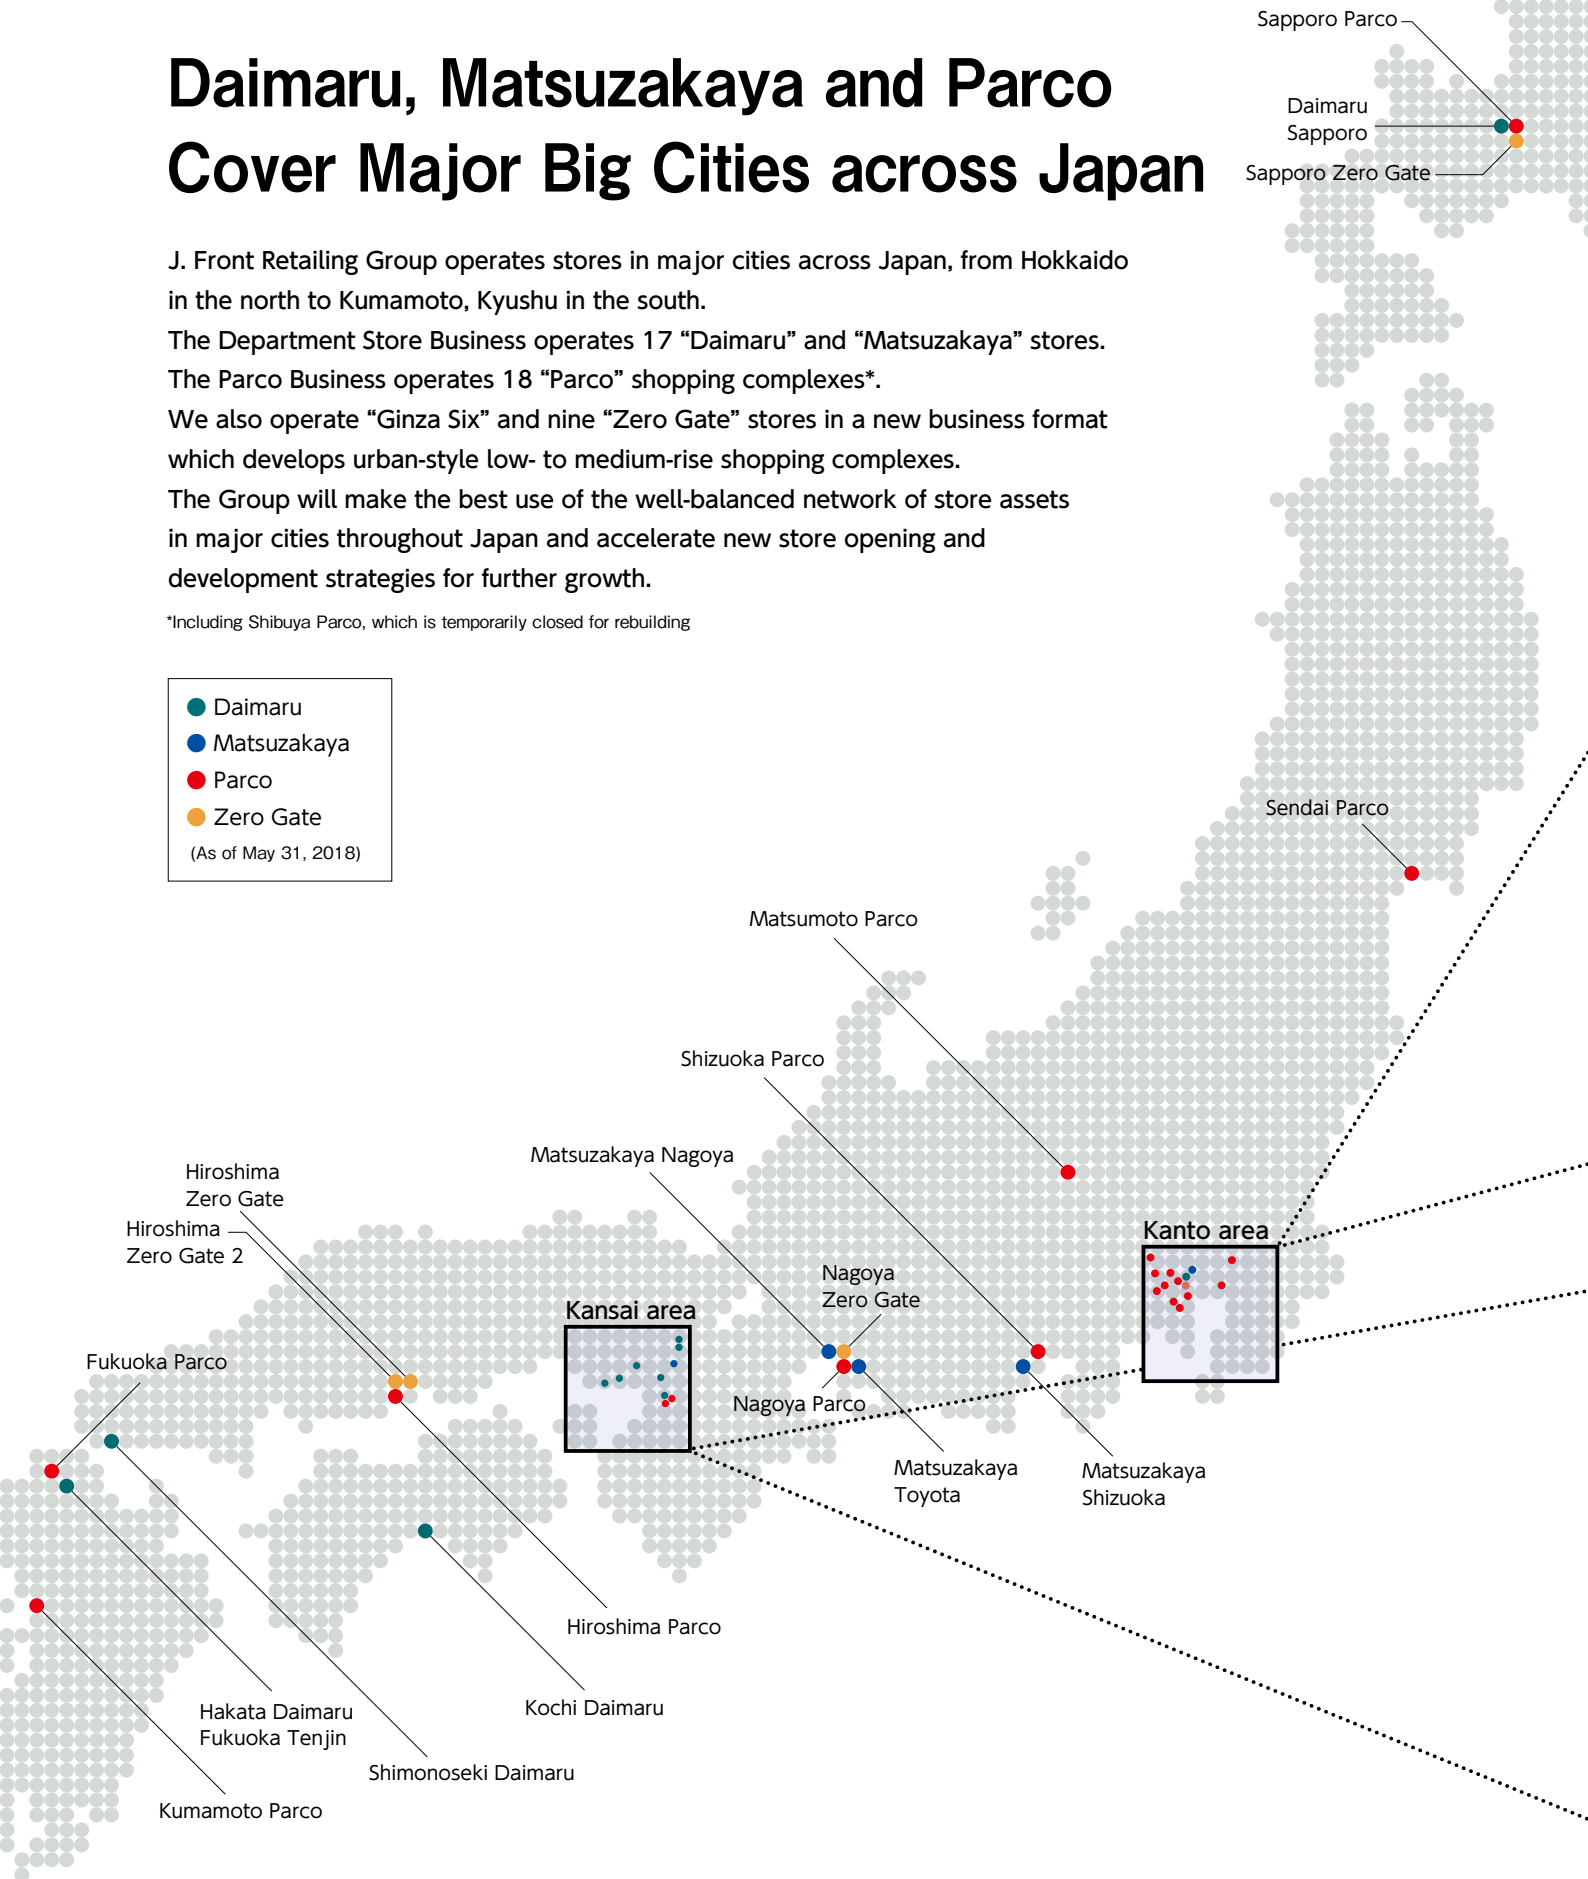 Daimaru, Matsuzakaya and Parco
Cover Major Big Cities across Japan
J. Front Retailing Group operates stores in major cities across Japan, from Hokkaido
in the north to Kumamoto, Kyushu in the south.
The Department Store Business operates 17 “Daimaru” and “Matsuzakaya” stores.
The Parco Business operates 18 “Parco” shopping complexes*.
We also operate “Ginza Six” and nine “Zero Gate” stores in a new business format
which develops urban-style low- to medium-rise shopping complexes.
The Group will make the best use of the well-balanced network of store assets
in major cities throughout Japan and accelerate new store opening and
development strategies for further growth.
*Including Shibuya Parco, which is temporarily closed for rebuilding
Daimaru
Matsuzakaya
Parco
Zero Gate
(As of May 31, 2018)
Sapporo Parco
Daimaru
Sapporo
Sapporo Zero Gate
Sendai Parco
Matsumoto Parco
Shizuoka Parco
Matsuzakaya Nagoya
Hiroshima
Zero Gate
Hiroshima
Zero Gate 2
Kanto area
Nagoya
Zero Gate
Kansai area
Fukuoka Parco
Nagoya Parco
Matsuzakaya
Toyota
Matsuzakaya
Shizuoka
Hiroshima Parco
Kochi Daimaru
Hakata Daimaru
Fukuoka Tenjin
Shimonoseki Daimaru
Kumamoto Parco